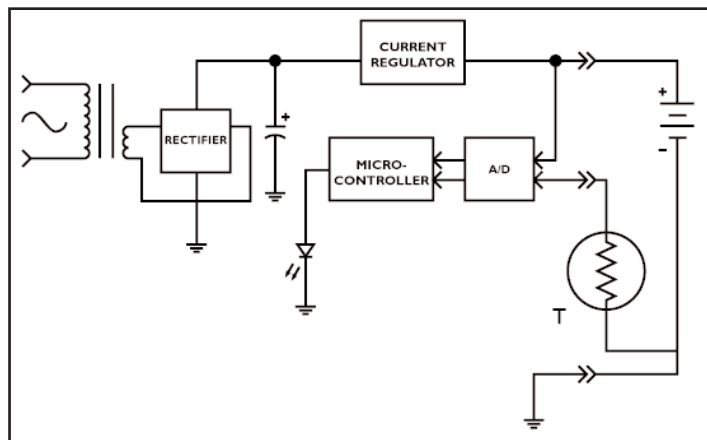 CURRENT
REGULATOR
+
+
RECTIFIER
MICRO-
CONTROLLER
A/D
-
T